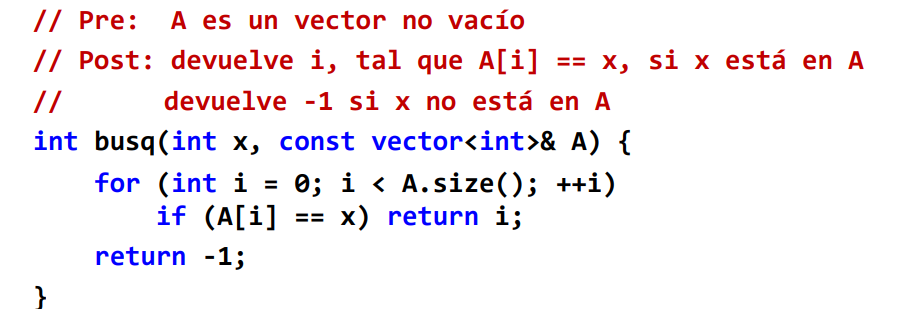 // Pre:  A es un vector no vacío
// Post: devuelve i, tal que A[i] == x, si x está en A
//       devuelve -1 si x no está en A
int busq(int x, const vector<int>& A) {
    for (int i = 0; i < A.size(); ++i)
        if (A[i] == x) return i;
    return -1;
}